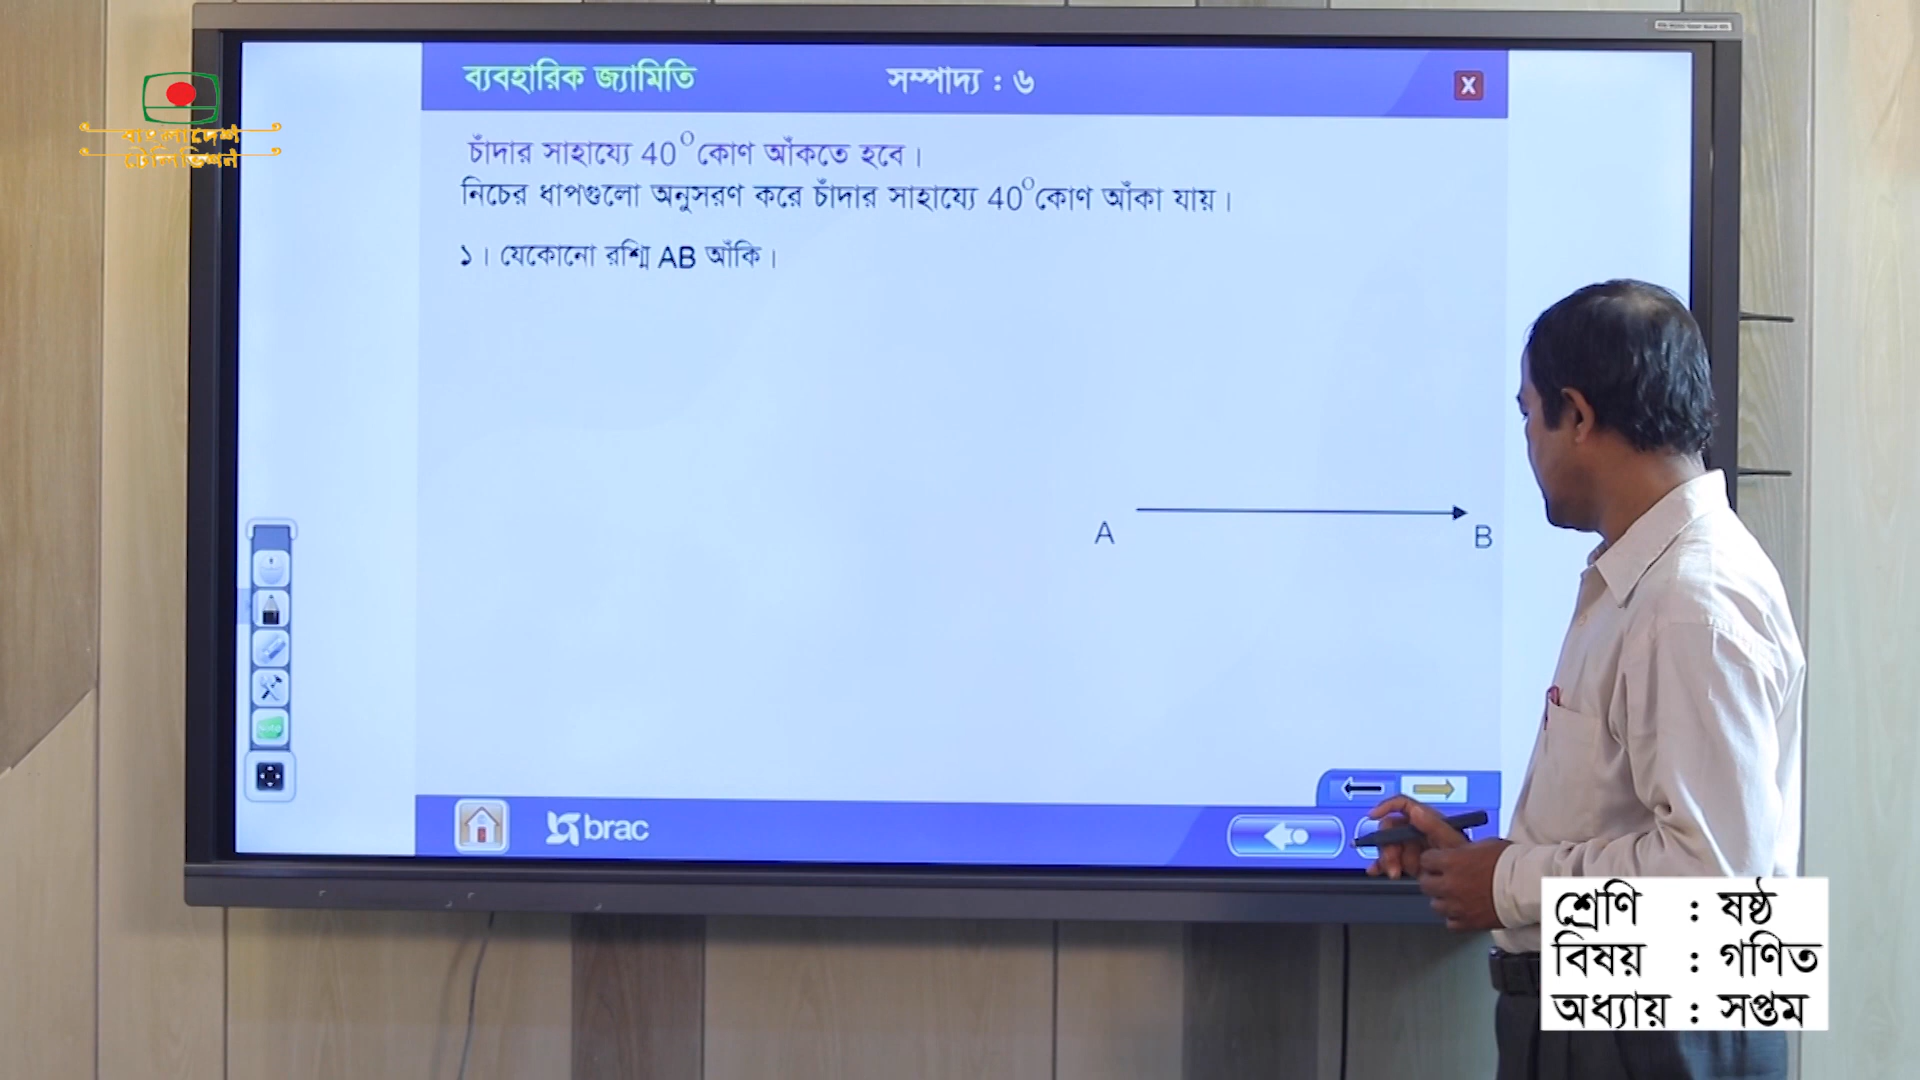 বাংলাদেশ
টেলিভিশন
ব্যবহারিক জ্যামিতি
সম্পাদ্য : ৬
X
চাঁদার সাহায্যে 40° কোণ আঁকতে হবে।
নিচের ধাপগুলো অনুসরণ করে চাঁদার সাহায্যে 40° কোণ আঁকা যায়।
১। যেকোনো রশ্মি AB আঁকি।
A
B
brac
শ্রেণি : ষষ্ঠ
বিষয় : গণিত
অধ্যায় : সপ্তম